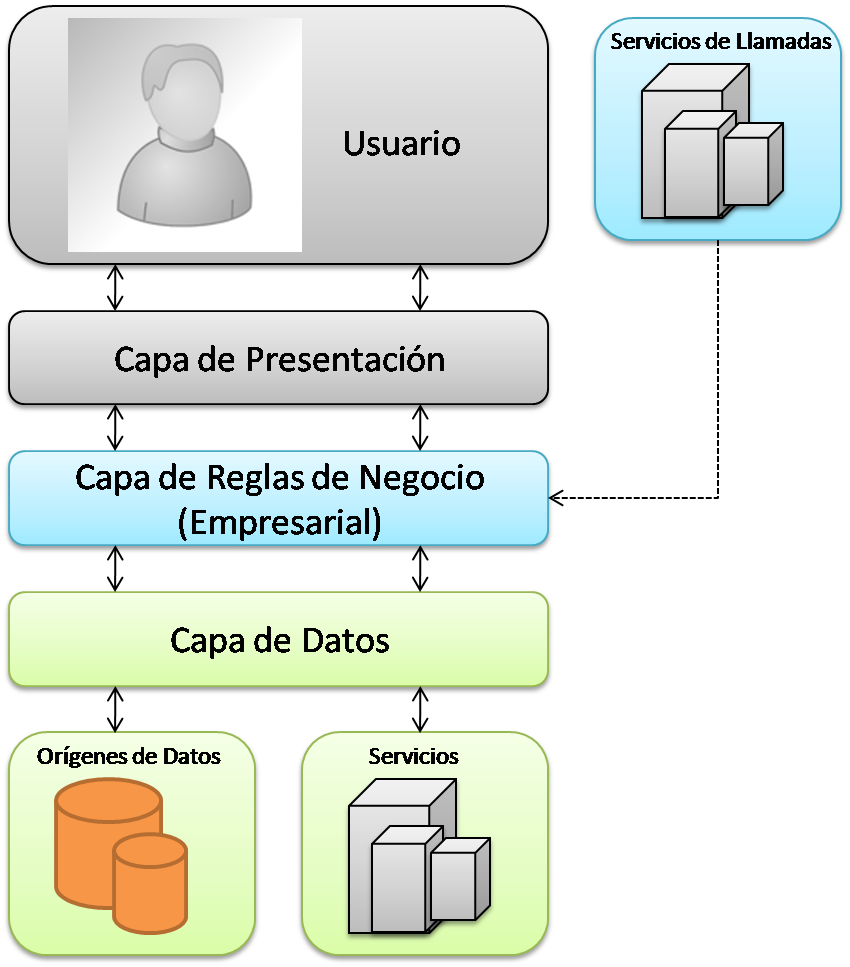 Usuario
Servicios de Llamadas
Capa de Presentación
Capa de Reglas de Negocio
(Empresarial)
Capa de Datos
Orígenes de Datos
Servicios